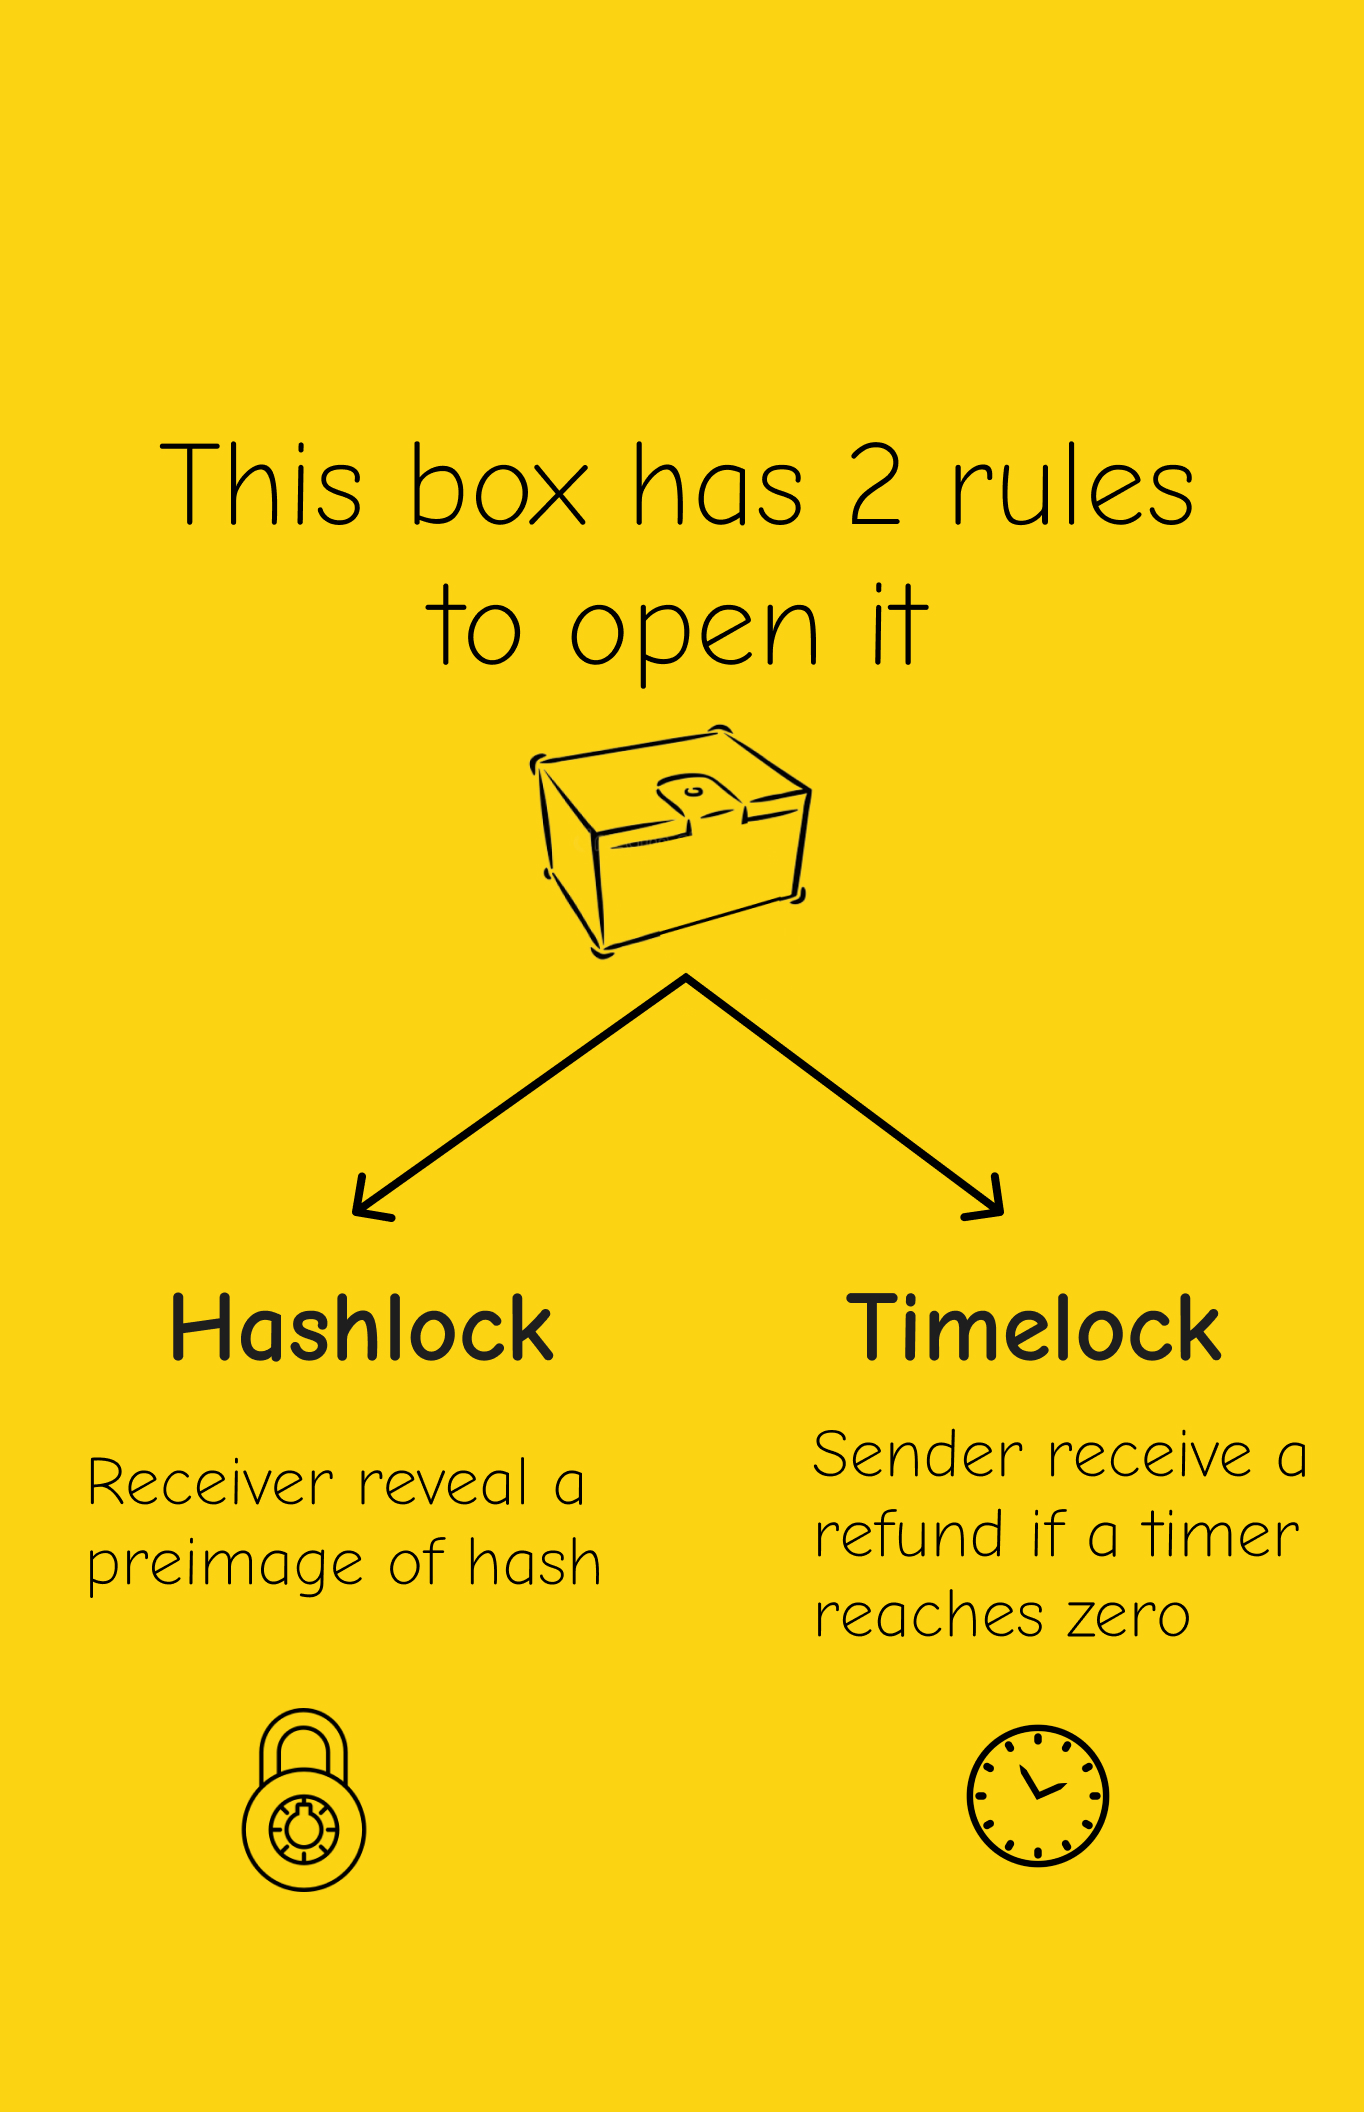 This box has 2 rules
to open it
Hashlock
Receiver reveal a
preimage of hash
Timelock
Sender receive a
refund if a timer
reaches zero